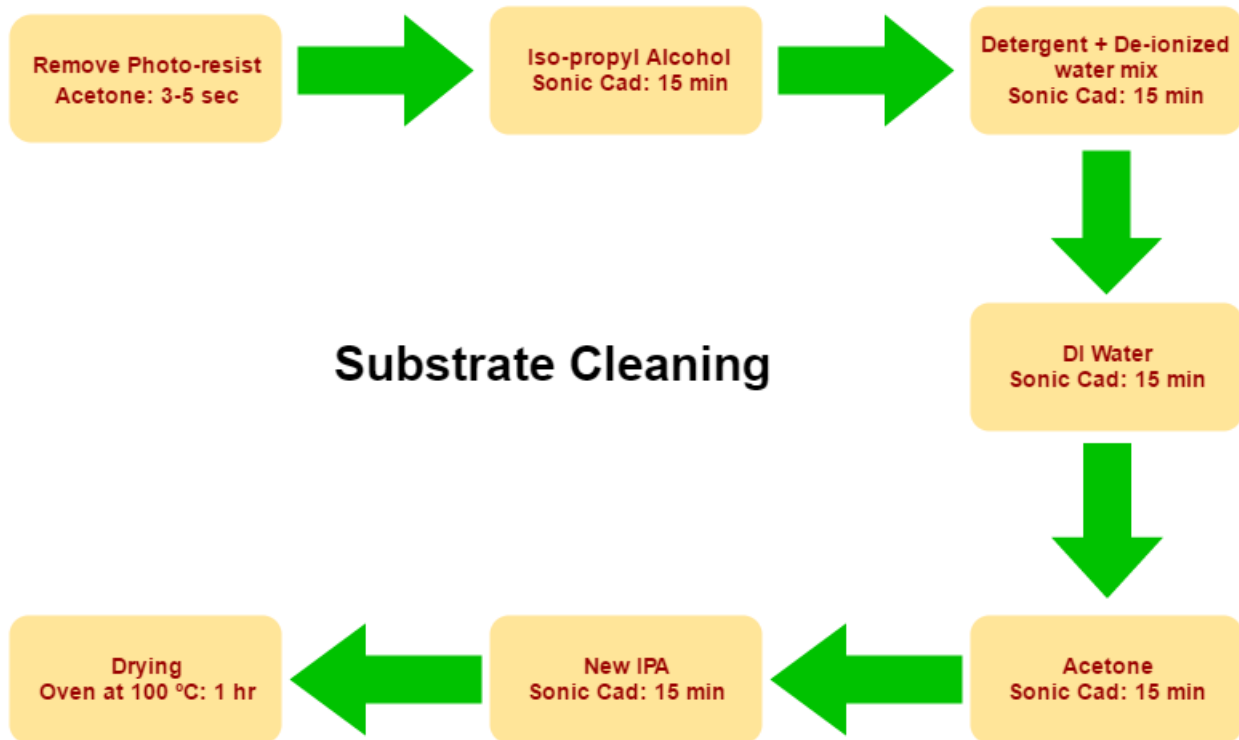 Remove Photo-resist
Acetone: 3-5 sec
Iso-propyl Alcohol
Sonic Cad: 15 min
Detergent + De-ionized
water mix
Sonic Cad: 15 min
DI Water
Sonic Cad: 15 min
Substrate Cleaning
Acetone
Sonic Cad: 15 min
New IPA
Sonic Cad: 15 min
Drying
Oven at 100 ºC: 1 hr